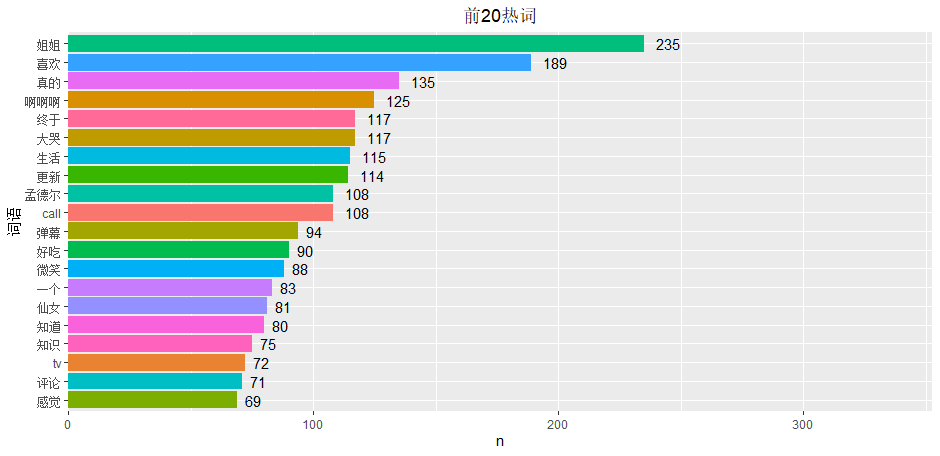 前20热词
词语
姐姐 235
喜欢 189
真的 135
啊啊啊 125
终于 117
大哭 117
生活 115
更新 114
孟德尔 108
call 108
弹幕 94
好吃 90
微笑 88
一个 83
仙女 81
知道 80
知识 75
tv 72
评论 71
感觉 69
0 100 200 300
n